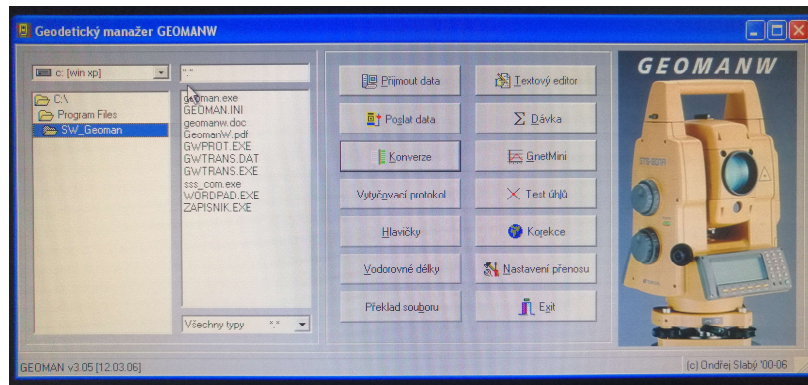 Geodetický manažer GEOMANW
c: [win xp]
*.*
C:\
Program Files
SW_Geoman
geoman.exe
GEOMAN.INI
geomanw.doc
GeomanW.pdf
GWPROT.EXE
GWTRANS.DAT
GWTRANS.EXE
sss_com.exe
WORDPAD.EXE
ZAPISNIK.EXE
Všechny typy *.*
Přijmout data
Textový editor
Poslat data
Σ Dávka
Konverze
GnetMini
Vytyčovací protokol
Test úhlů
Hlavičky
Korekce
Vodorovné délky
Nastavení přenosu
Překlad souboru
Exit
GEOMANW
GEOMAN v3.05 [12.03.06]
(c) Ondřej Slabý '00-06